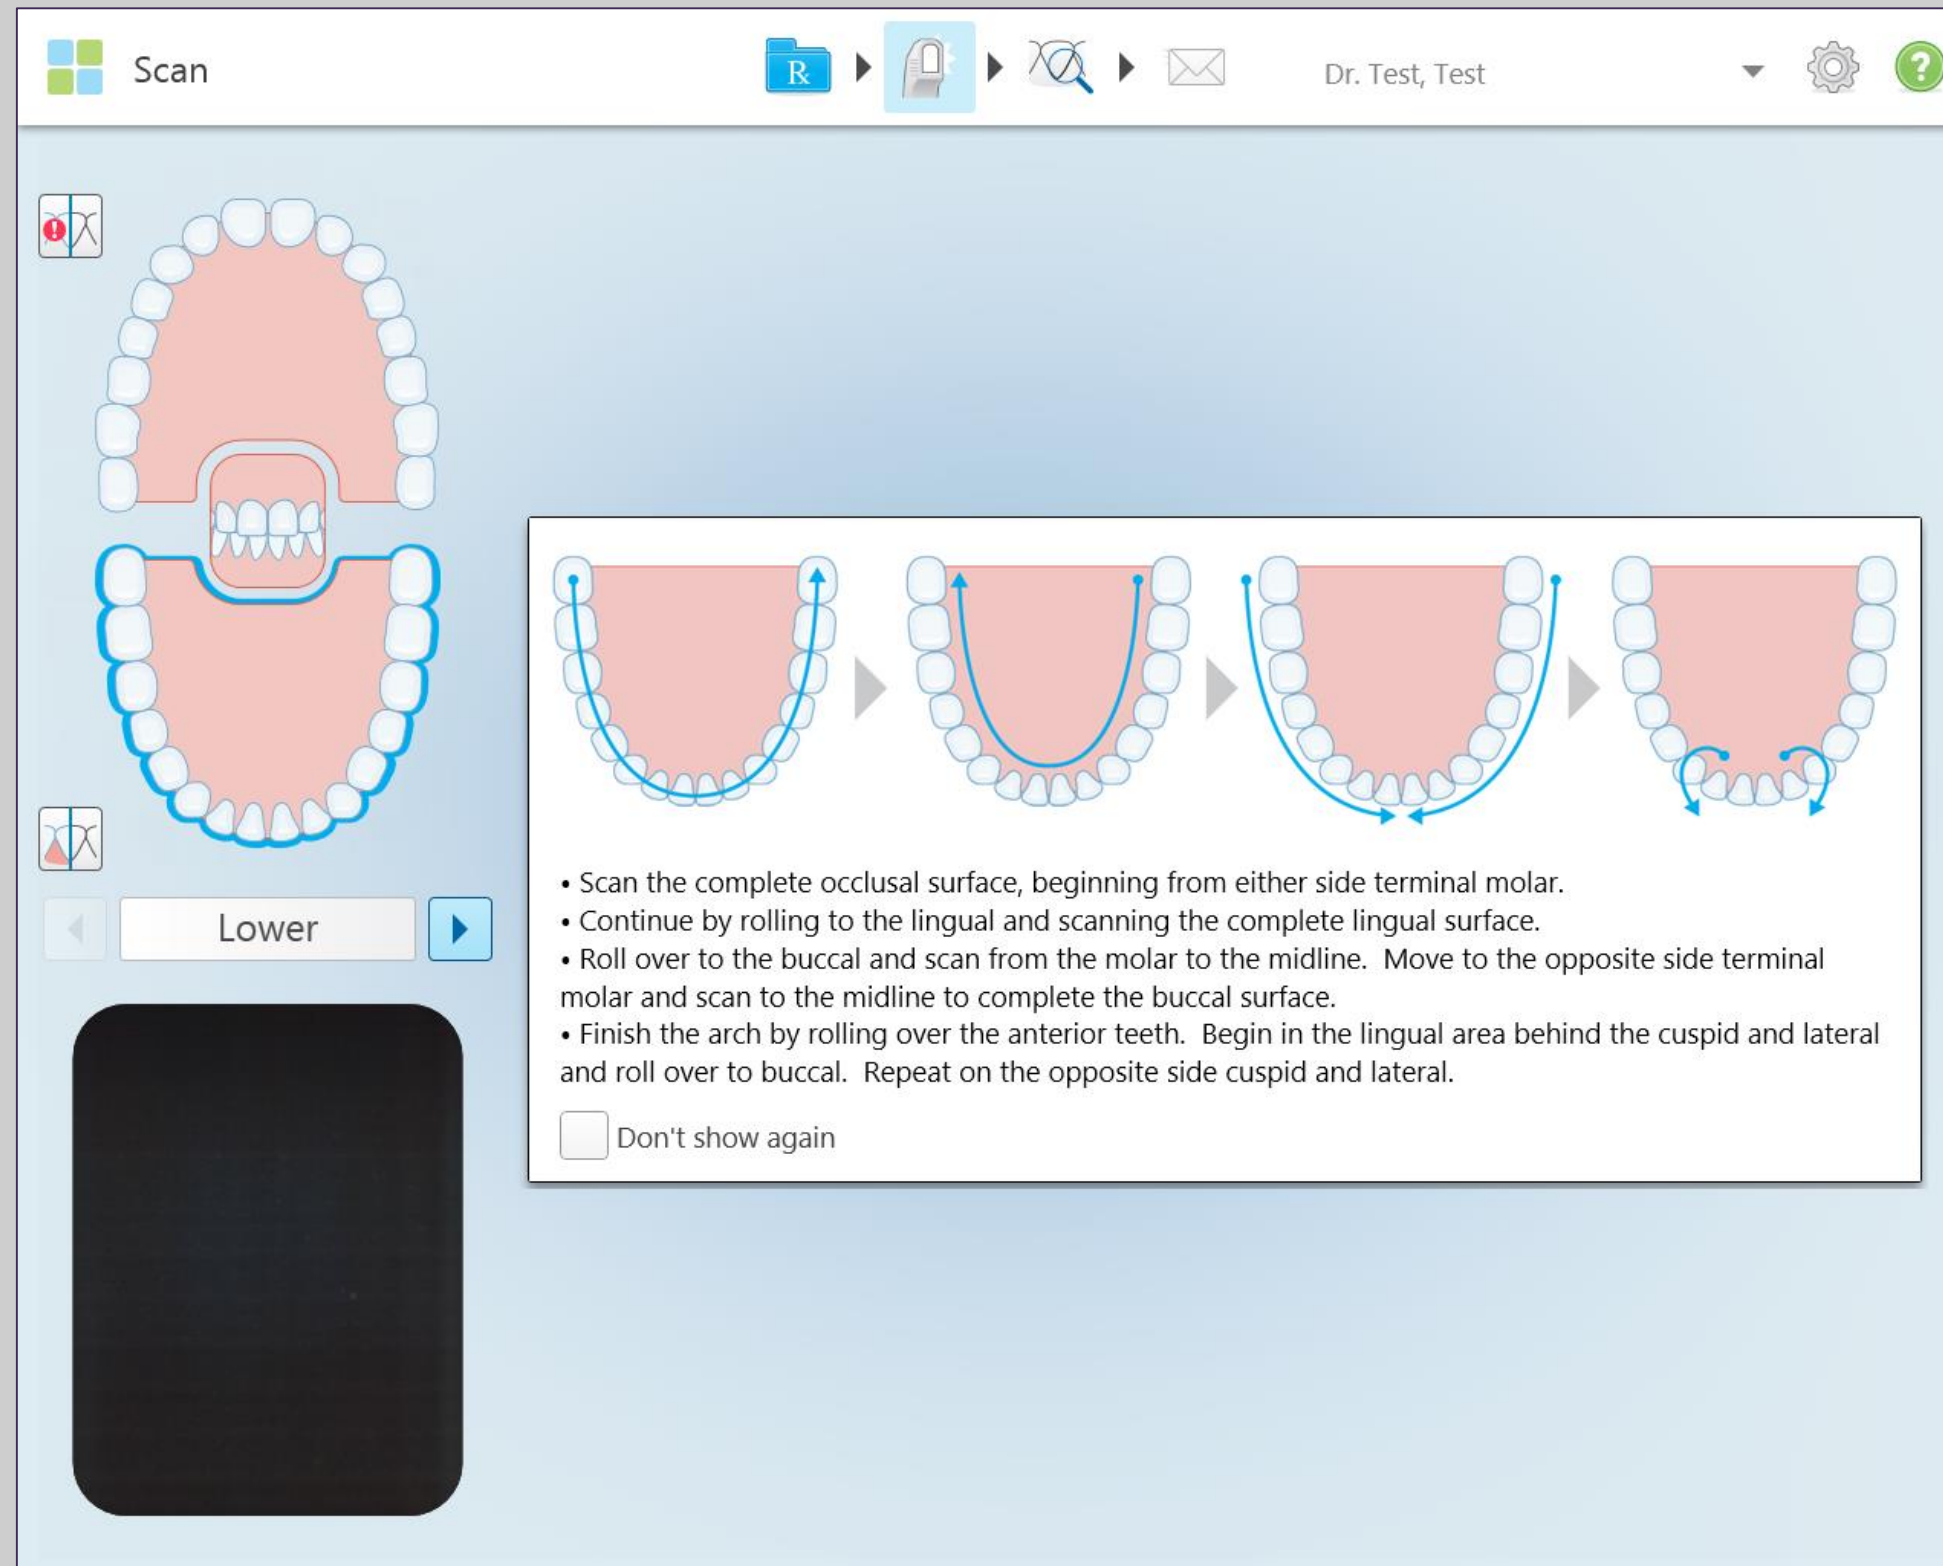 Scan
R
Dr. Test, Test
?
!
Lower
• Scan the complete occlusal surface, beginning from either side terminal molar.
• Continue by rolling to the lingual and scanning the complete lingual surface.
• Roll over to the buccal and scan from the molar to the midline.  Move to the opposite side terminal
molar and scan to the midline to complete the buccal surface.
• Finish the arch by rolling over the anterior teeth.  Begin in the lingual area behind the cuspid and lateral
and roll over to buccal.  Repeat on the opposite side cuspid and lateral.
Don't show again